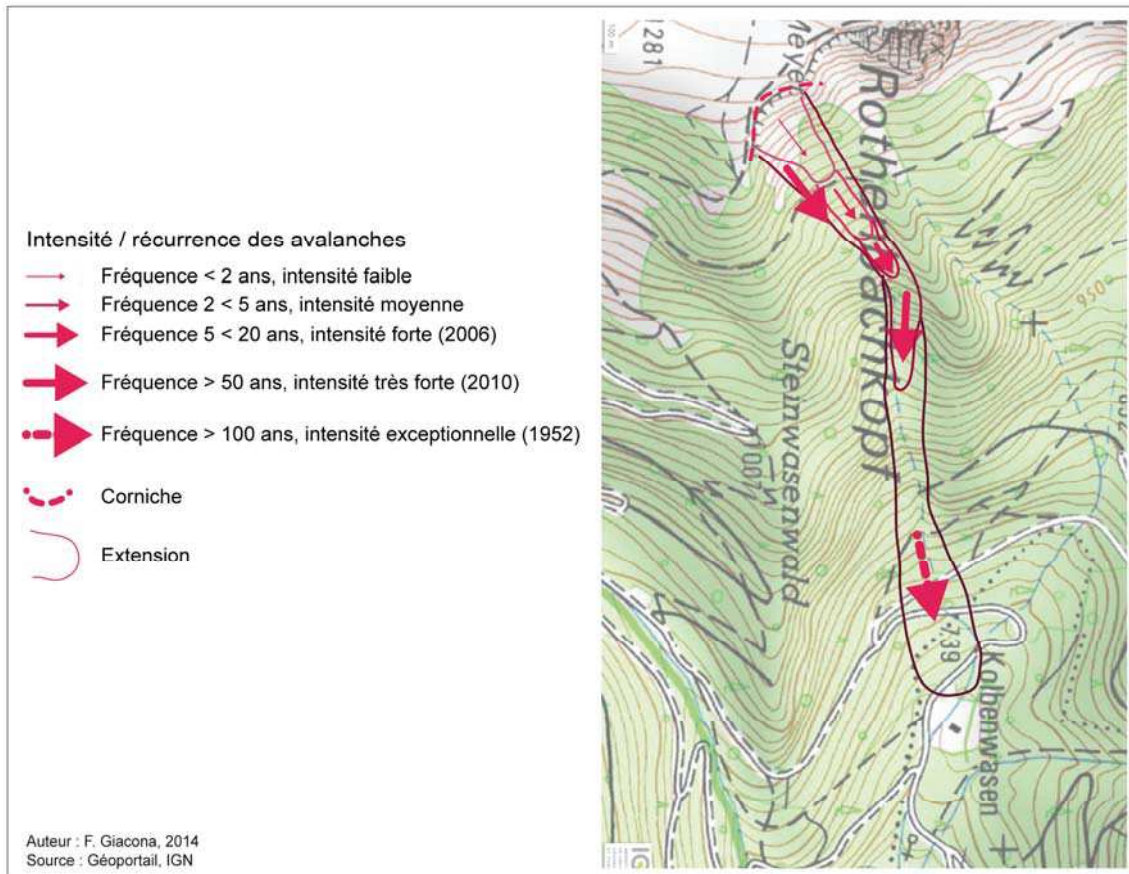 Intensité / récurrence des avalanches
Fréquence < 2 ans, intensité faible
Fréquence 2 < 5 ans, intensité moyenne
Fréquence 5 < 20 ans, intensité forte (2006)
Fréquence > 50 ans, intensité très forte (2010)
Fréquence > 100 ans, intensité exceptionnelle (1952)
Corniche
Extension
Auteur : F. Giacona, 2014
Source : Géoportail, IGN
100 m
1281
Rothenbachkopf
950
Steinwasenwald
1007
739
Kolbenwasen